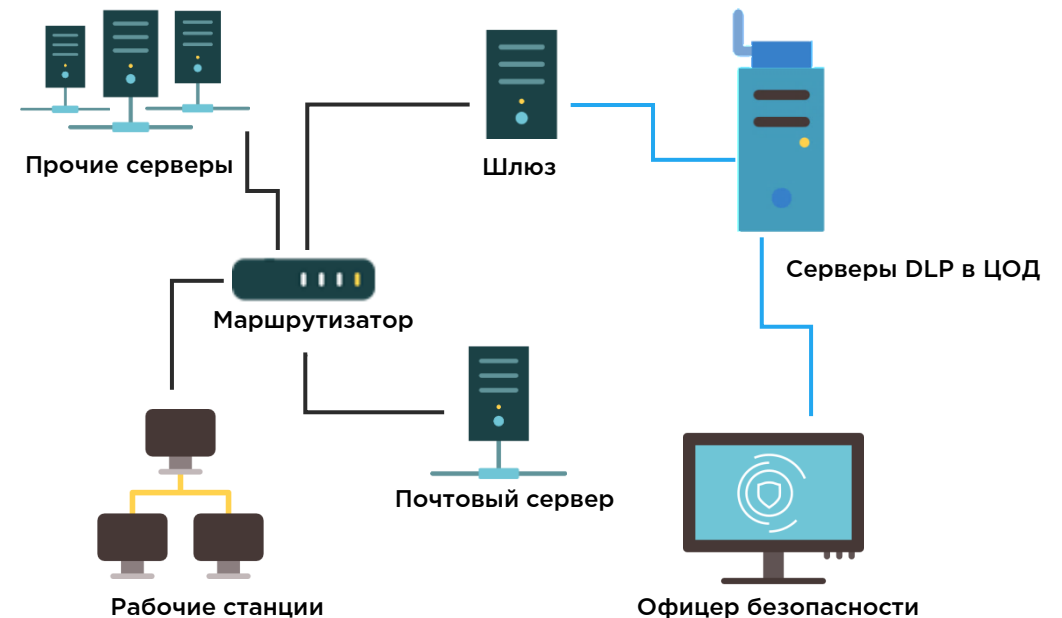 Прочие серверы
Шлюз
Серверы DLP в ЦОД
Маршрутизатор
Почтовый сервер
Рабочие станции
Офицер безопасности